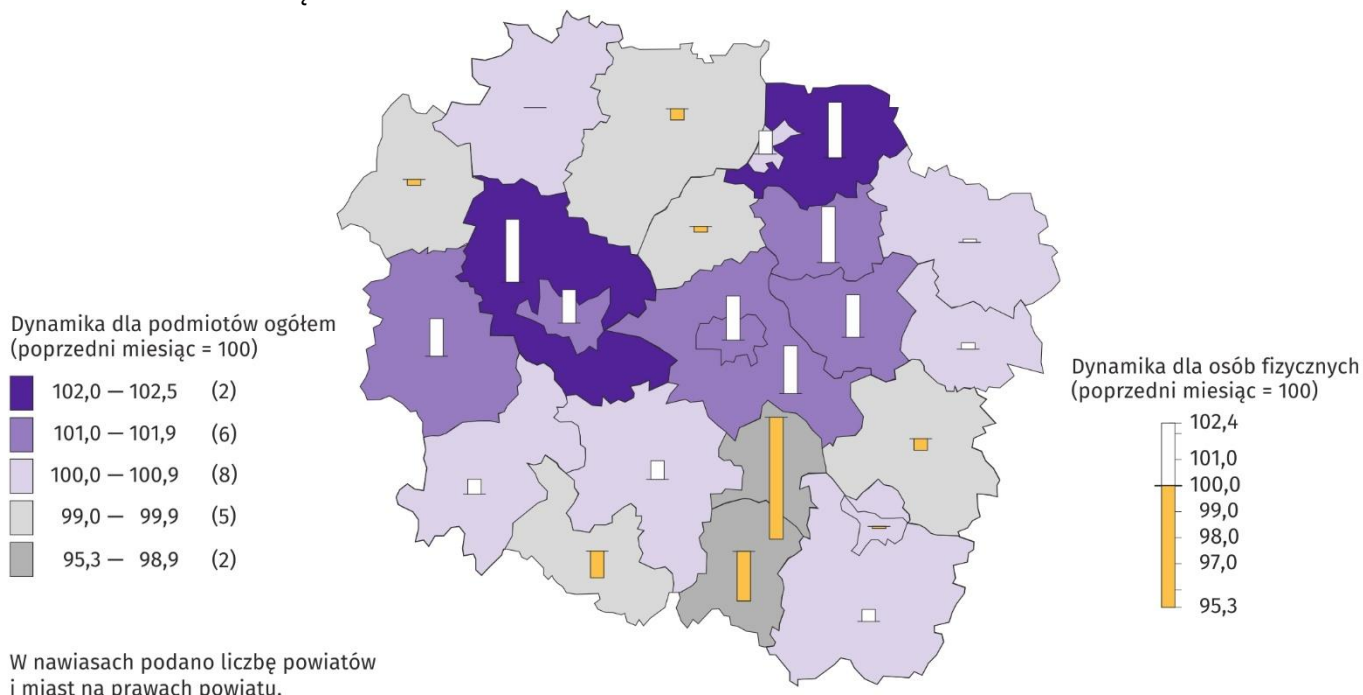 Dynamika dla podmiotów ogółem
(poprzedni miesiąc = 100)
102,0 — 102,5 (2)
101,0 — 101,9 (6)
100,0 — 100,9 (8)
99,0 — 99,9 (5)
95,3 — 98,9 (2)
W nawiasach podano liczbę powiatów
i miast na prawach powiatu.
Dynamika dla osób fizycznych
(poprzedni miesiąc = 100)
102,4
101,0
100,0
99,0
98,0
97,0
95,3